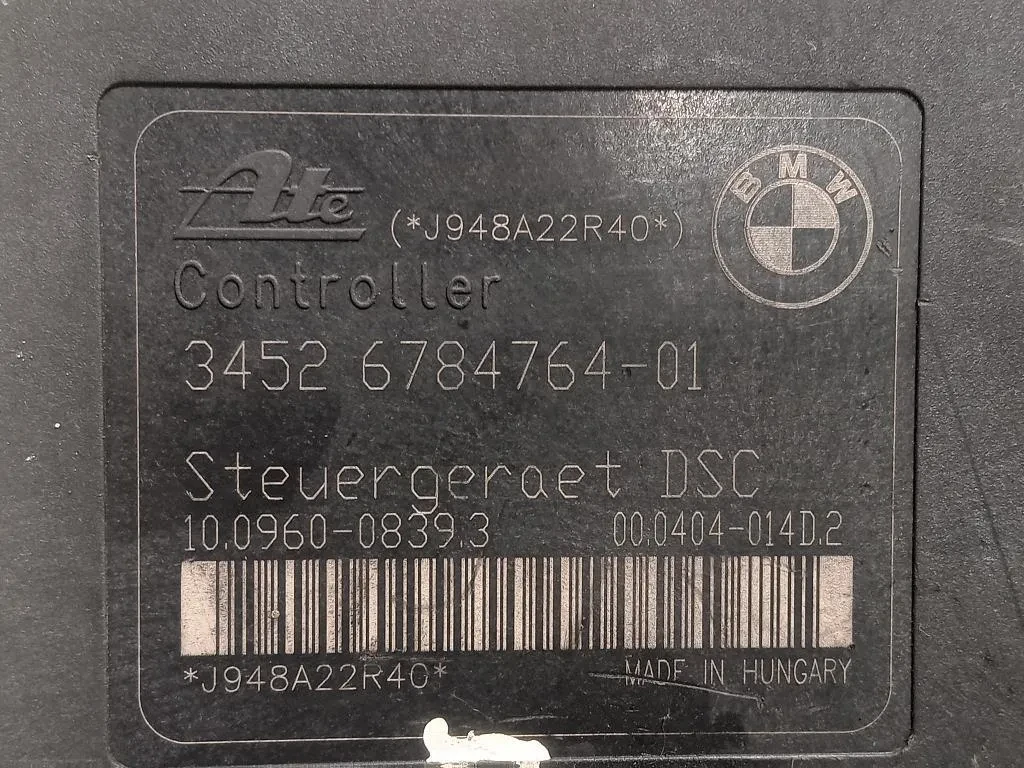 Ate (*J948A22R40*)
BMW
Controller
3452 6784764-01
Steuergeraet DSC
10.0960-0839.3 00.0404-014D.2
*J948A22R40*
MADE IN HUNGARY